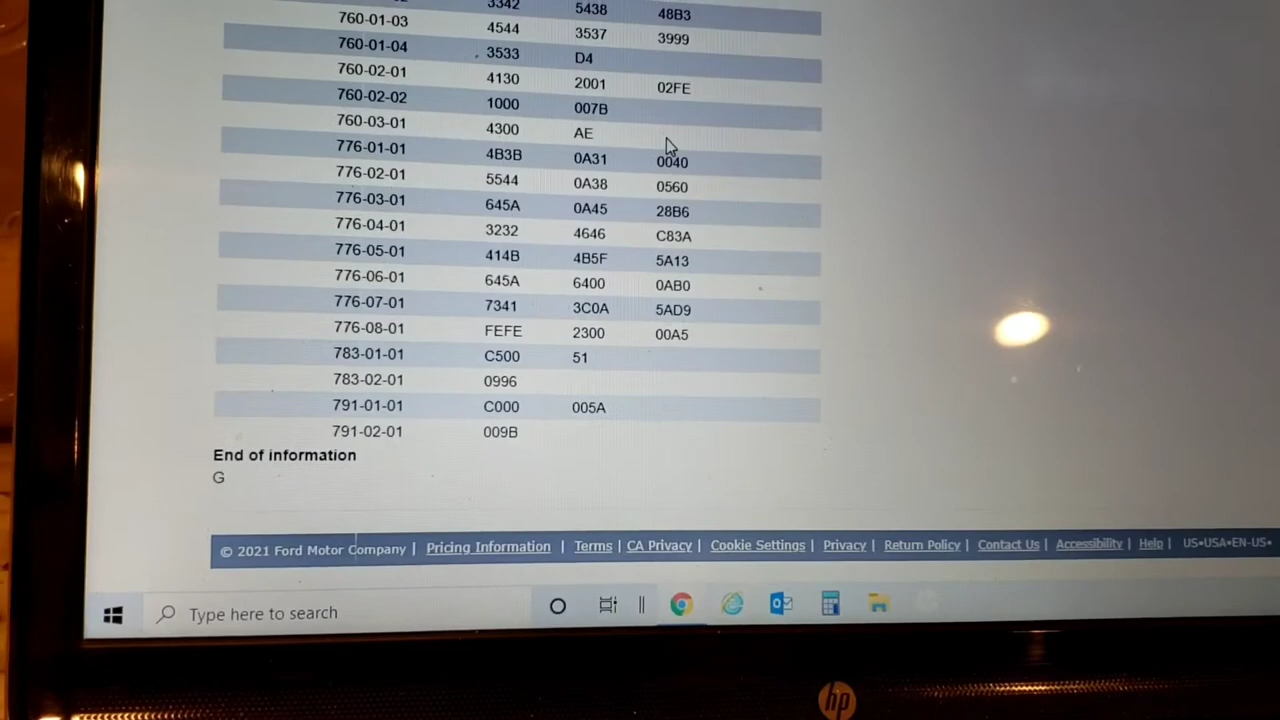 3342 5438 48B3
760-01-03 4544 3537 3999
760-01-04 3533 D4
760-02-01 4130 2001 02FE
760-02-02 1000 007B
760-03-01 4300 AE
776-01-01 4B3B 0A31 0040
776-02-01 5544 0A38 0560
776-03-01 645A 0A45 28B6
776-04-01 3232 4646 C83A
776-05-01 414B 4B5F 5A13
776-06-01 645A 6400 0AB0
776-07-01 7341 3C0A 5AD9
776-08-01 FEFE 2300 00A5
783-01-01 C500 51
783-02-01 0996
791-01-01 C000 005A
791-02-01 009B
End of information
G
© 2021 Ford Motor Company | Pricing Information | Terms | CA Privacy | Cookie Settings | Privacy | Return Policy | Contact Us | Accessibility | Help | US•USA•EN-US•
Type here to search
hp